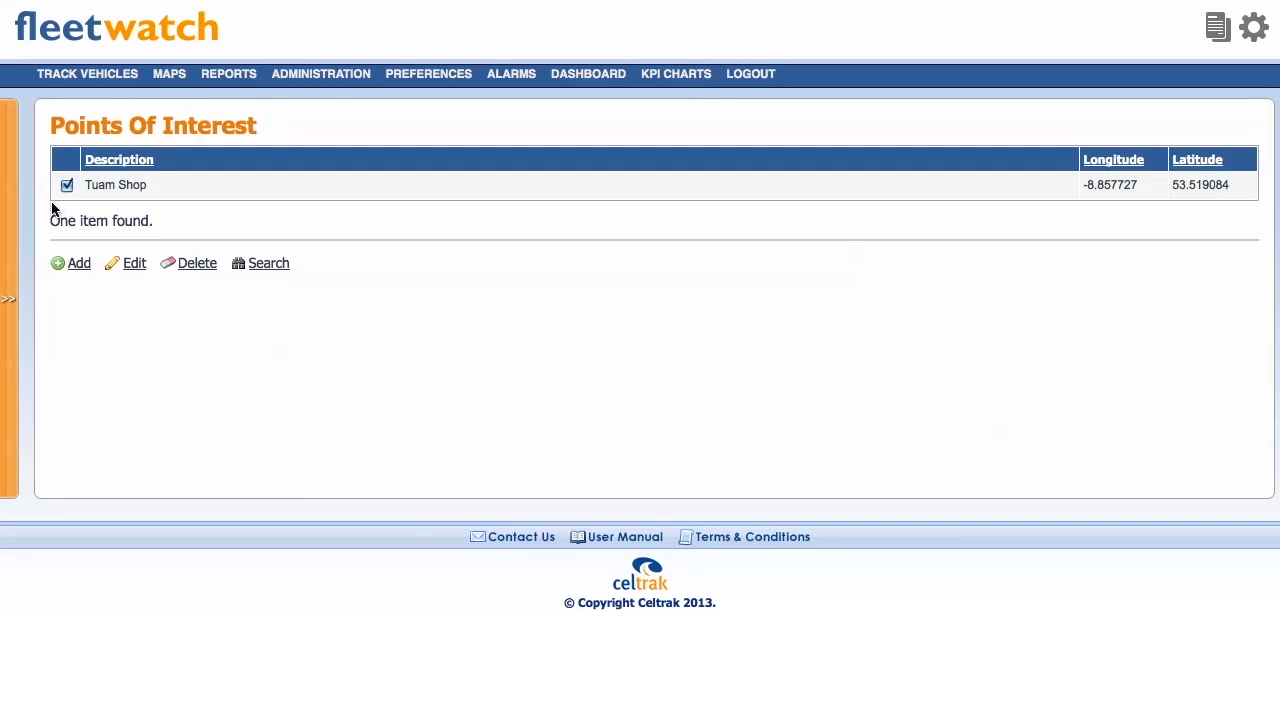 fleetwatch
TRACK VEHICLES MAPS REPORTS ADMINISTRATION PREFERENCES ALARMS DASHBOARD KPI CHARTS LOGOUT
Points Of Interest
Description Longitude Latitude
Tuam Shop -8.857727 53.519084
One item found.
Add Edit Delete Search
>>
Contact Us User Manual Terms & Conditions
celtrak
© Copyright Celtrak 2013.